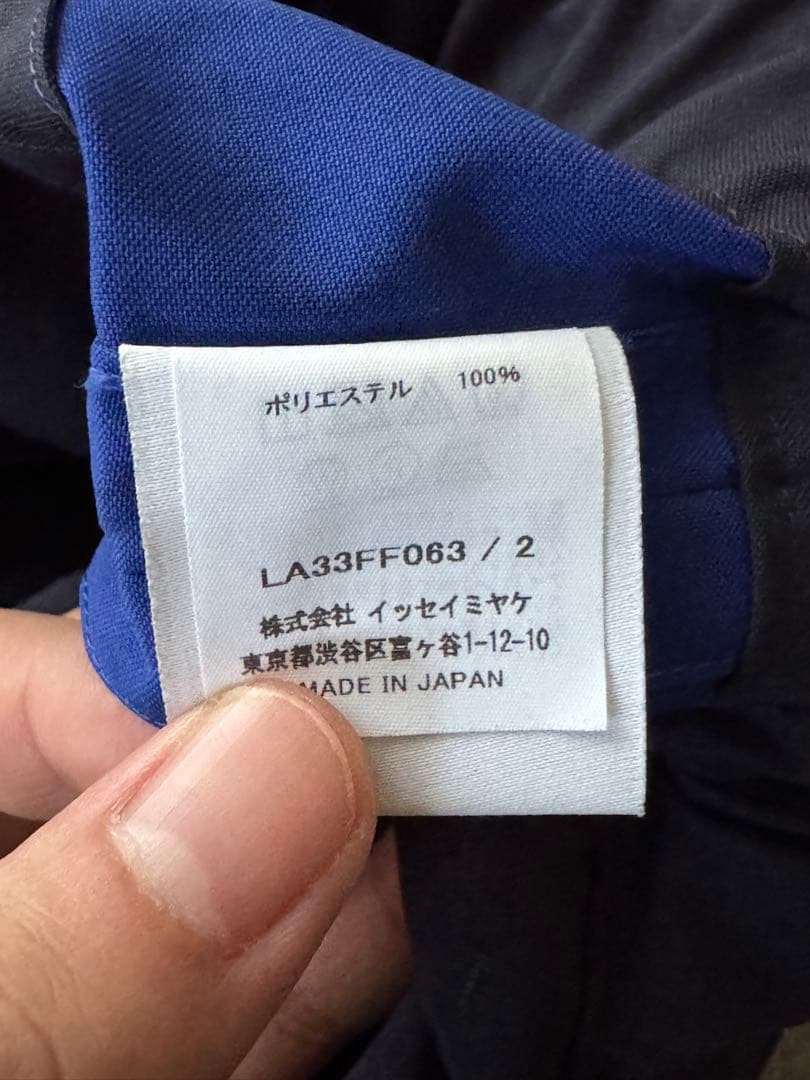 ポリエステル 100%
LA33FF063 / 2
株式会社 イッセイミヤケ
東京都渋谷区富ヶ谷1-12-10
MADE IN JAPAN